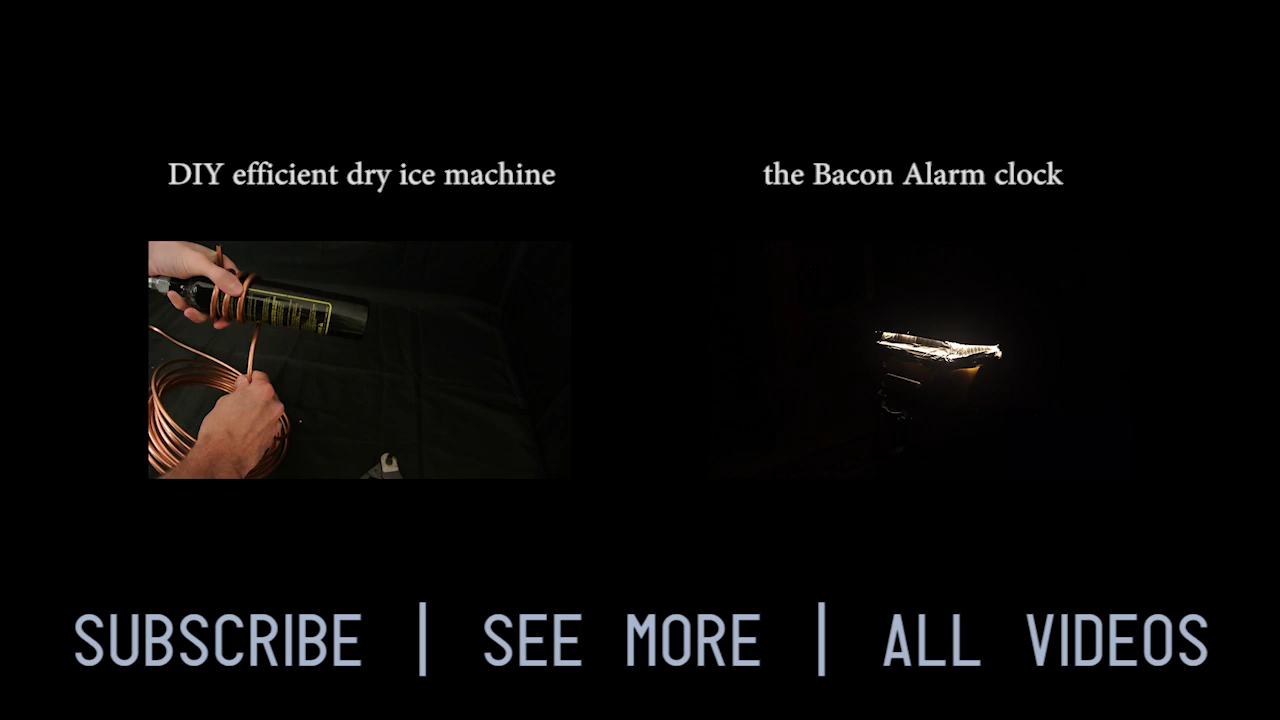 DIY efficient dry ice machine
the Bacon Alarm clock
SUBSCRIBE | SEE MORE | ALL VIDEOS